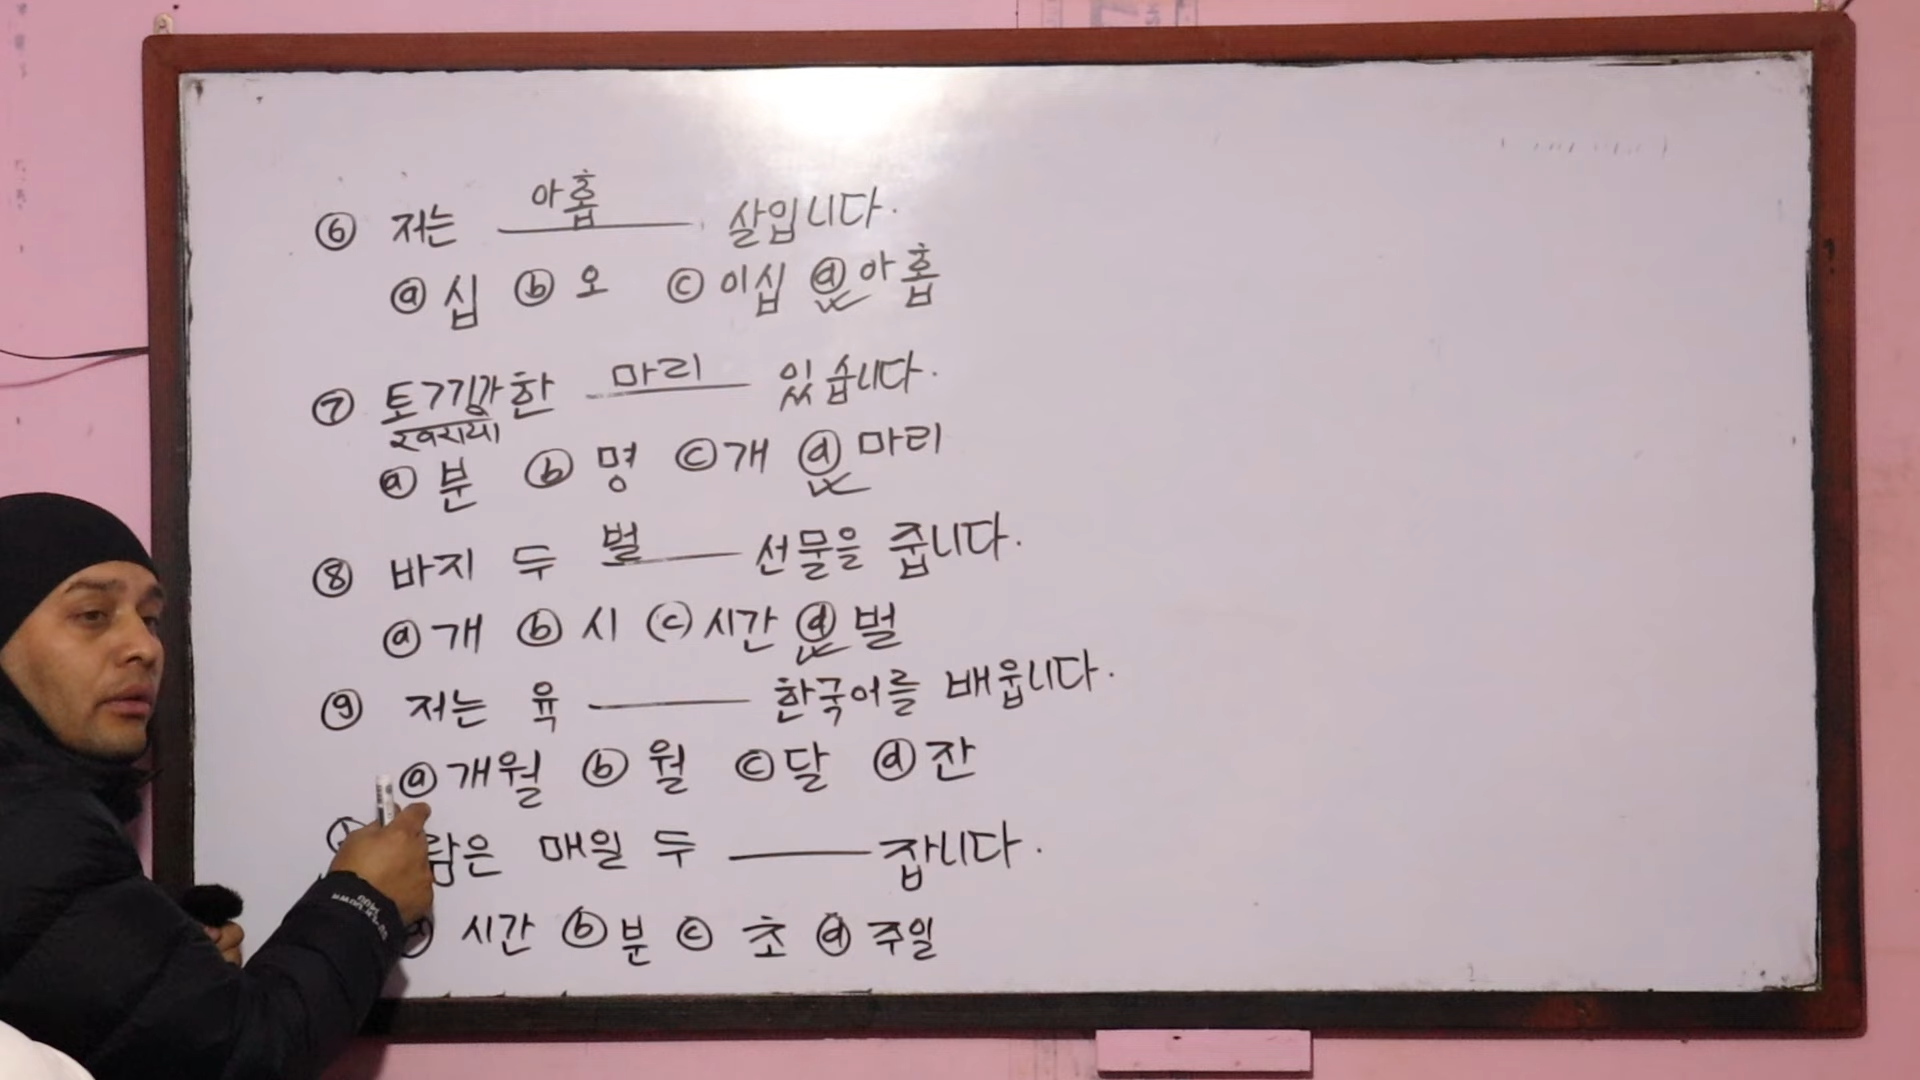 ⑥ 저는 아홉 살입니다.
ⓐ 십 ⓑ 오 ⓒ 이십 ⓓ 아홉
⑦ 한 마리 있습니다.
ⓐ 분 ⓑ 명 ⓒ 개 ⓓ 마리
⑧ 바지 두 벌 선물을 줍니다.
ⓐ 개 ⓑ 시 ⓒ 시간 ⓓ 벌
⑨ 저는 육 ____ 한국어를 배웁니다.
ⓐ 개월 ⓑ 월 ⓒ 달 ⓓ 잔
람은 매일 두 ____ 잡니다.
시간 ⓑ 분 ⓒ 초 ⓓ 주일